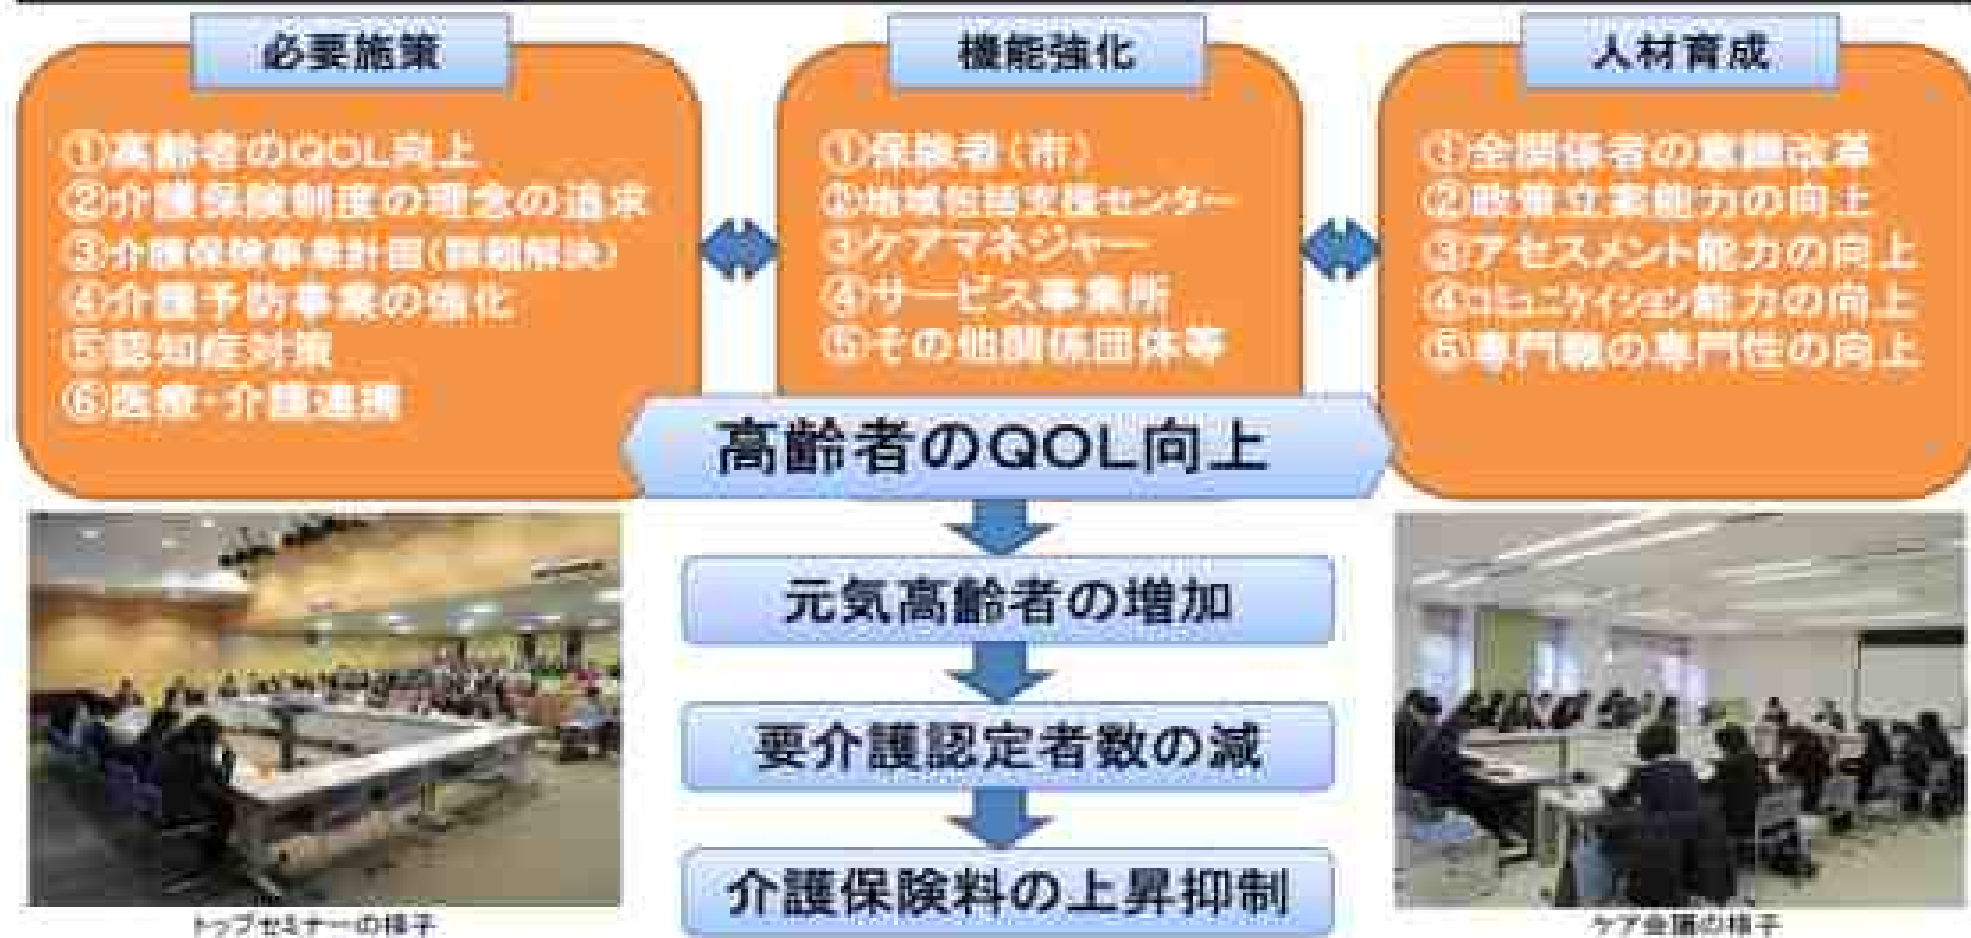 必要施策
①高齢者のQOL向上
②介護保険制度の理念の追求
③介護保険事業計画(課題解決)
④介護予防事業の強化
⑤認知症対策
⑥医療・介護連携
機能強化
①保険者(市)
②地域包括支援センター
③ケアマネジャー
④サービス事業所
⑤その他関係団体等
人材育成
①全関係者の意識改革
②政策立案能力の向上
③アセスメント能力の向上
④コミュニケイション能力の向上
⑤専門職の専門性の向上
高齢者のQOL向上
元気高齢者の増加
要介護認定者数の減
介護保険料の上昇抑制
トップセミナーの様子
ケア会議の様子